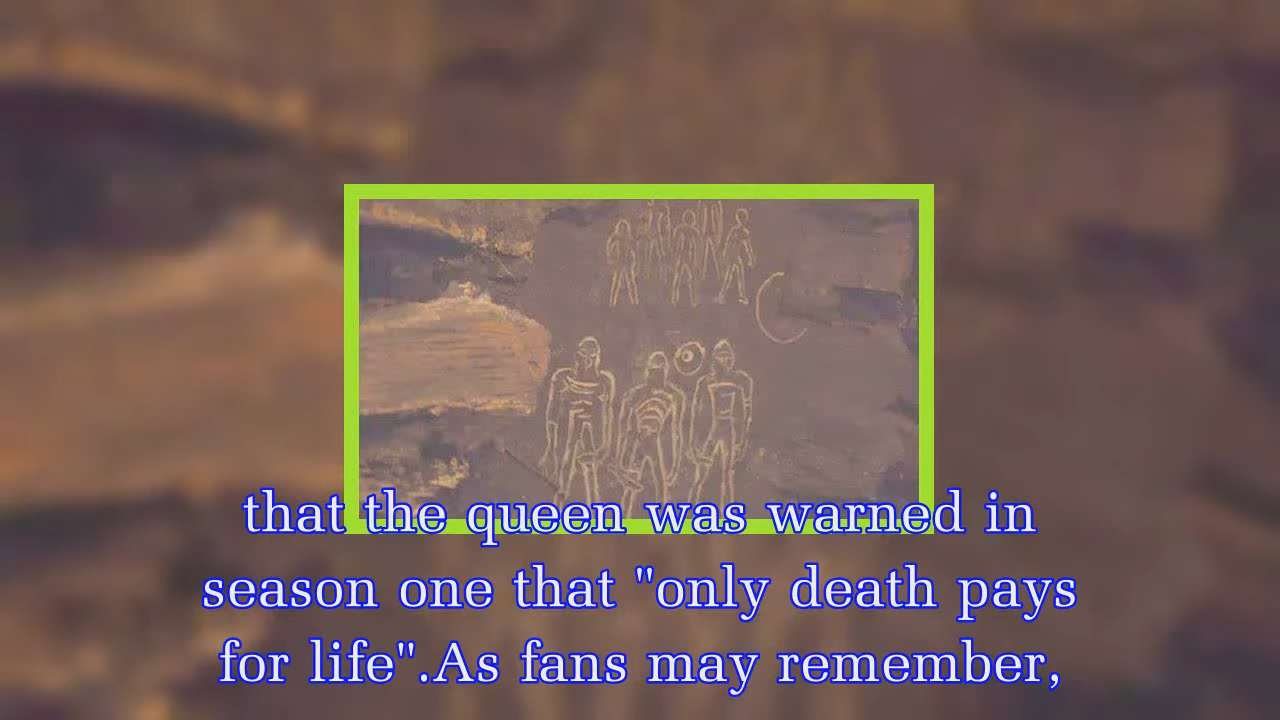 that the queen was warned in
season one that "only death pays
for life".As fans may remember,